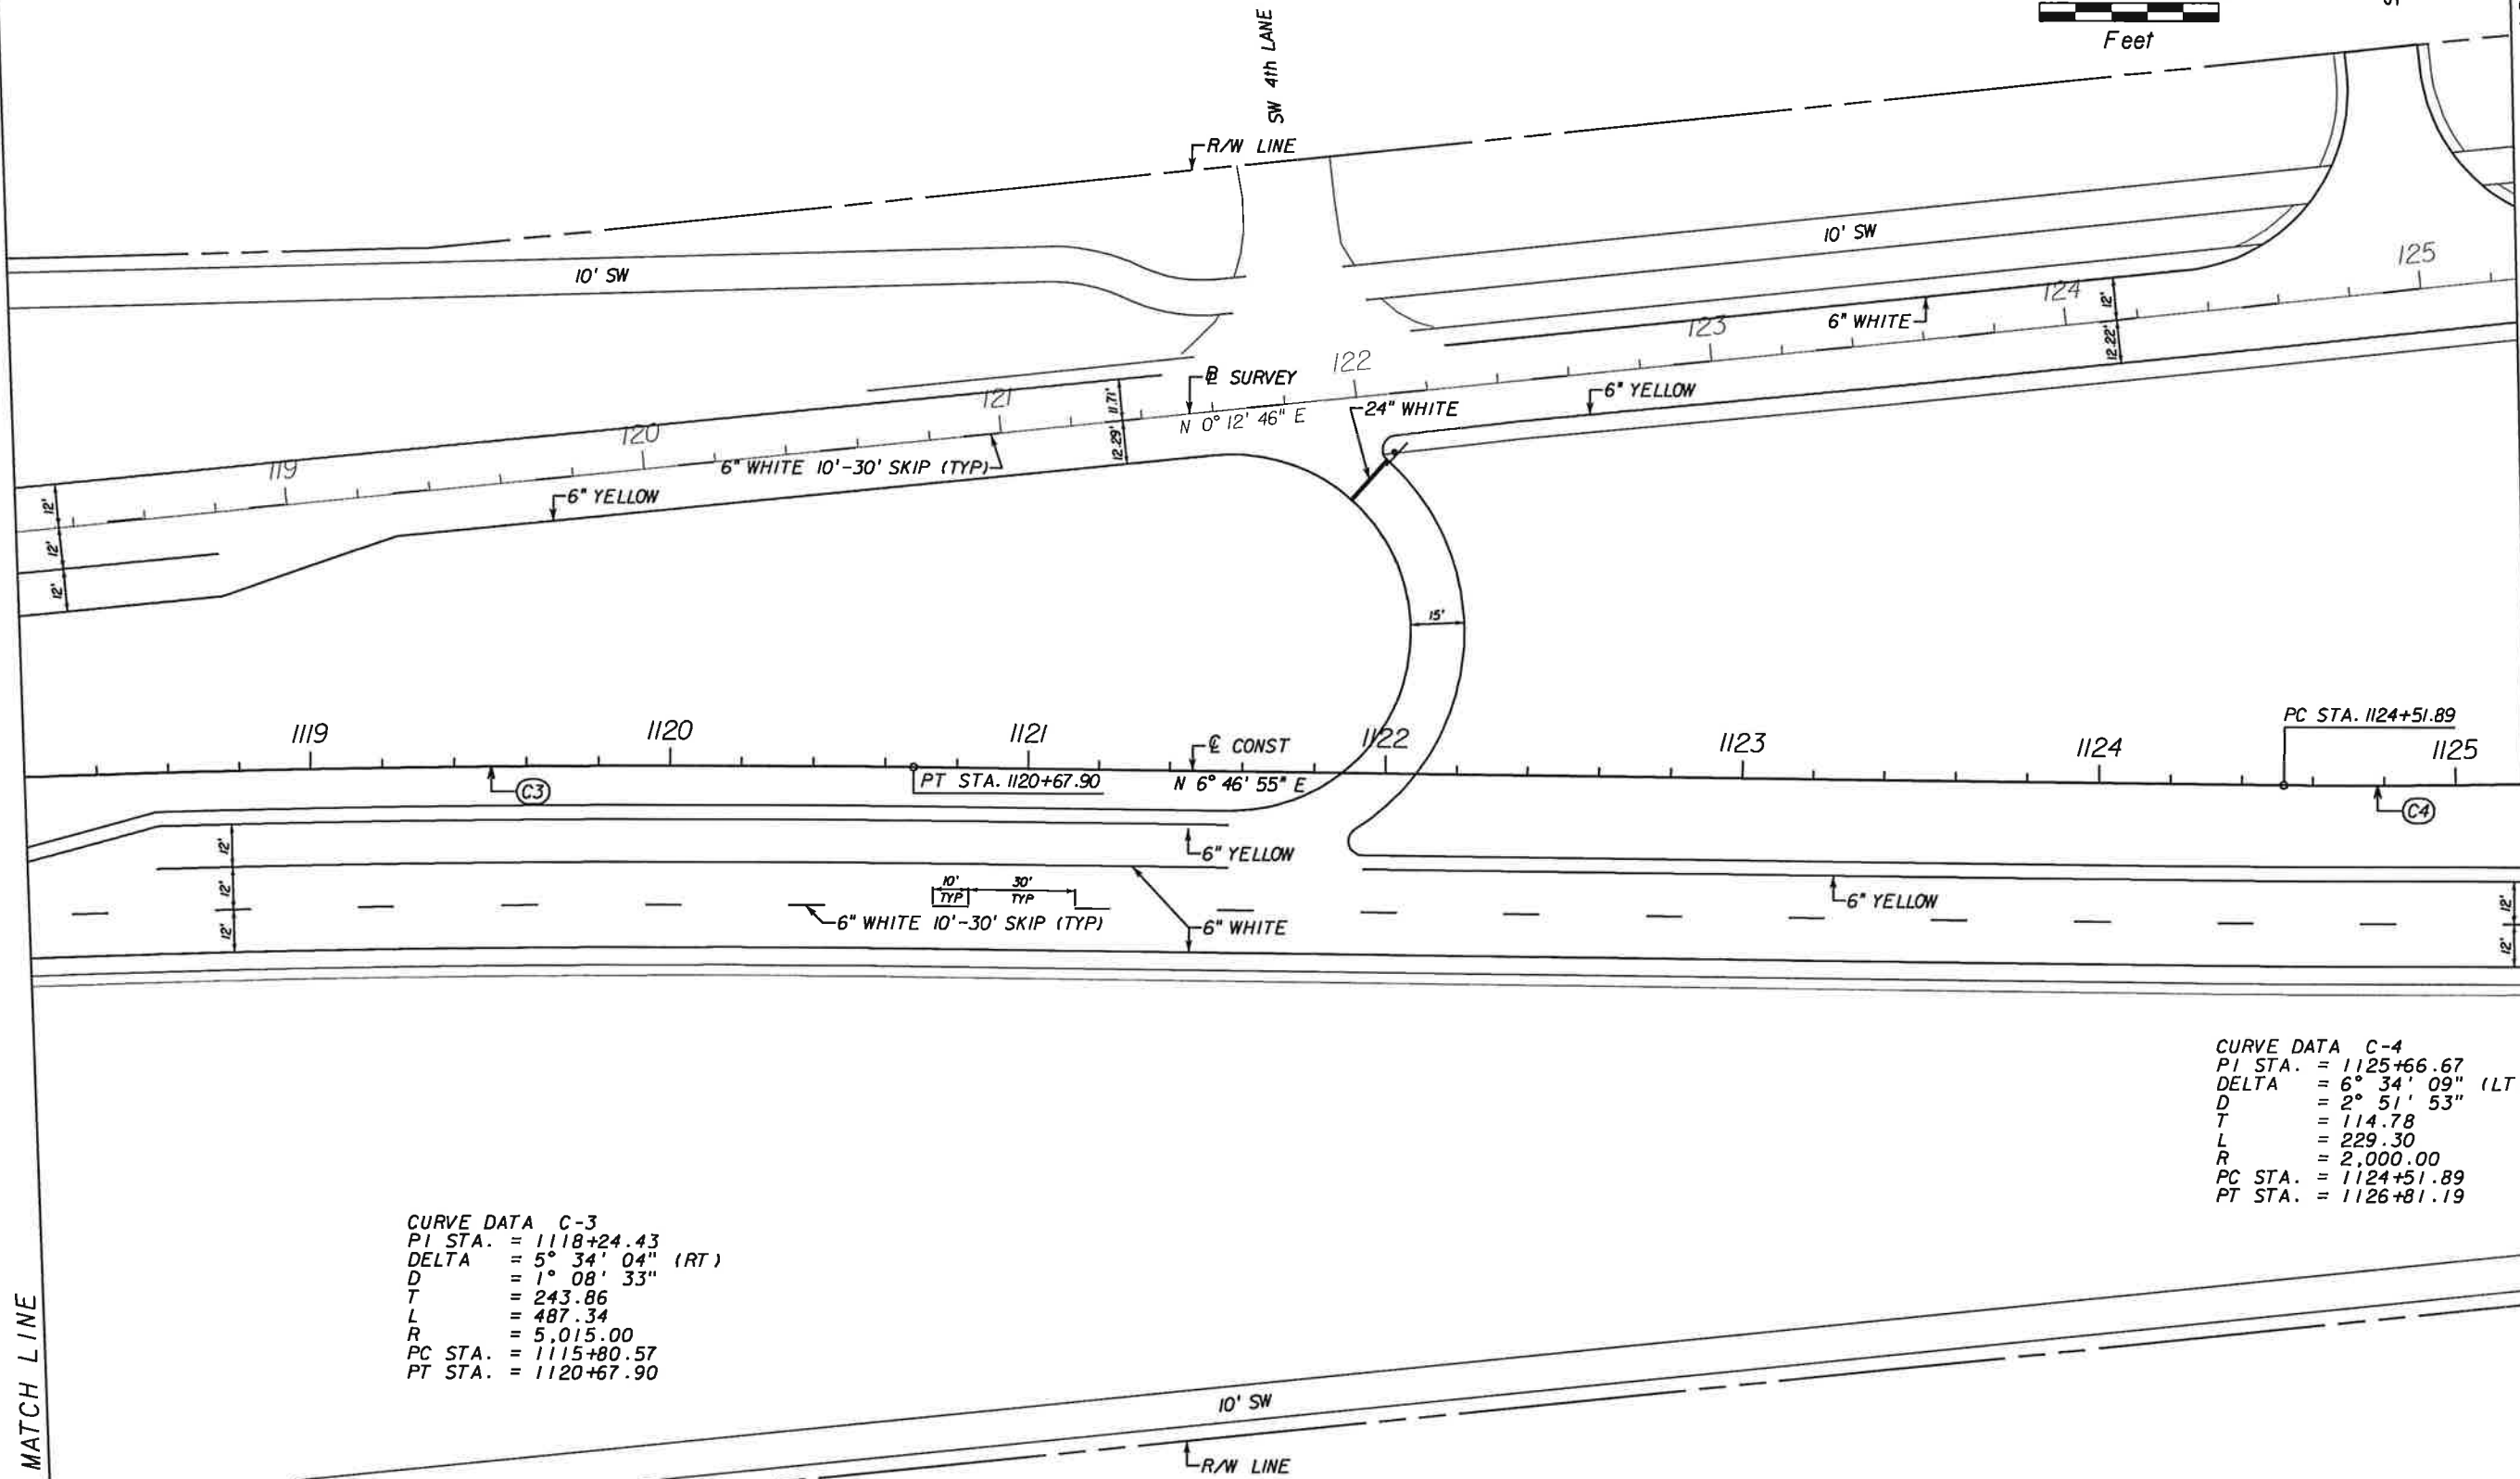 Feet
SW 4th LANE
R/W LINE
10' SW
10' SW
125
124
12'
12.22'
6" WHITE
123
122
℄ SURVEY
N 0° 12' 46" E
24" WHITE
6" YELLOW
121
11.71'
12.29'
120
6" WHITE 10'-30' SKIP (TYP)
119
6" YELLOW
12'
12'
12'
15'
1119
1120
1121
1122
1123
1124
1125
℄ CONST
N 6° 46' 55" E
PC STA. 1124+51.89
PT STA. 1120+67.90
C3
C4
6" YELLOW
12'
12'
12'
10'
TYP
30'
TYP
6" WHITE 10'-30' SKIP (TYP)
6" WHITE
6" YELLOW
12'
12'
CURVE DATA C-4
PI STA. = 1125+66.67
DELTA = 6° 34' 09" (LT
D = 2° 51' 53"
T = 114.78
L = 229.30
R = 2,000.00
PC STA. = 1124+51.89
PT STA. = 1126+81.19
CURVE DATA C-3
PI STA. = 1118+24.43
DELTA = 5° 34' 04" (RT)
D = 1° 08' 33"
T = 243.86
L = 487.34
R = 5,015.00
PC STA. = 1115+80.57
PT STA. = 1120+67.90
MATCH LINE
10' SW
R/W LINE